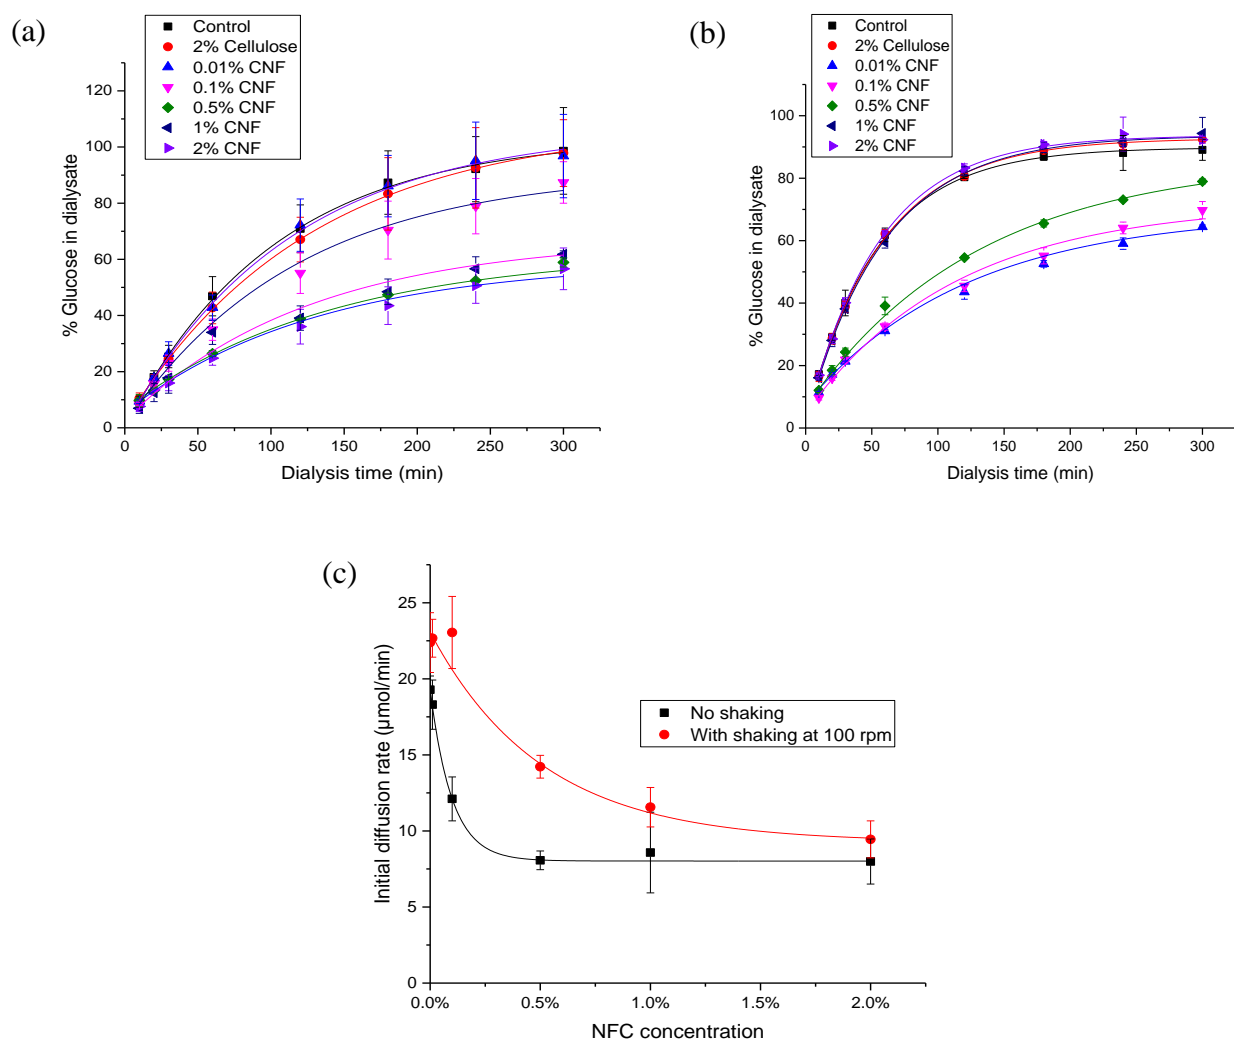 (a)
Control
2% Cellulose
0.01% CNF
0.1% CNF
0.5% CNF
1% CNF
2% CNF
120
100
80
60
40
20
0
% Glucose in dialysate
0 50 100 150 200 250 300
Dialysis time (min)
(b)
Control
2% Cellulose
0.01% CNF
0.1% CNF
0.5% CNF
1% CNF
2% CNF
100
80
60
40
20
0
% Glucose in dialysate
0 50 100 150 200 250 300
Dialysis time (min)
(c)
25
20
15
10
5
0
Initial diffusion rate (µmol/min)
No shaking
With shaking at 100 rpm
0.0% 0.5% 1.0% 1.5% 2.0%
NFC concentration